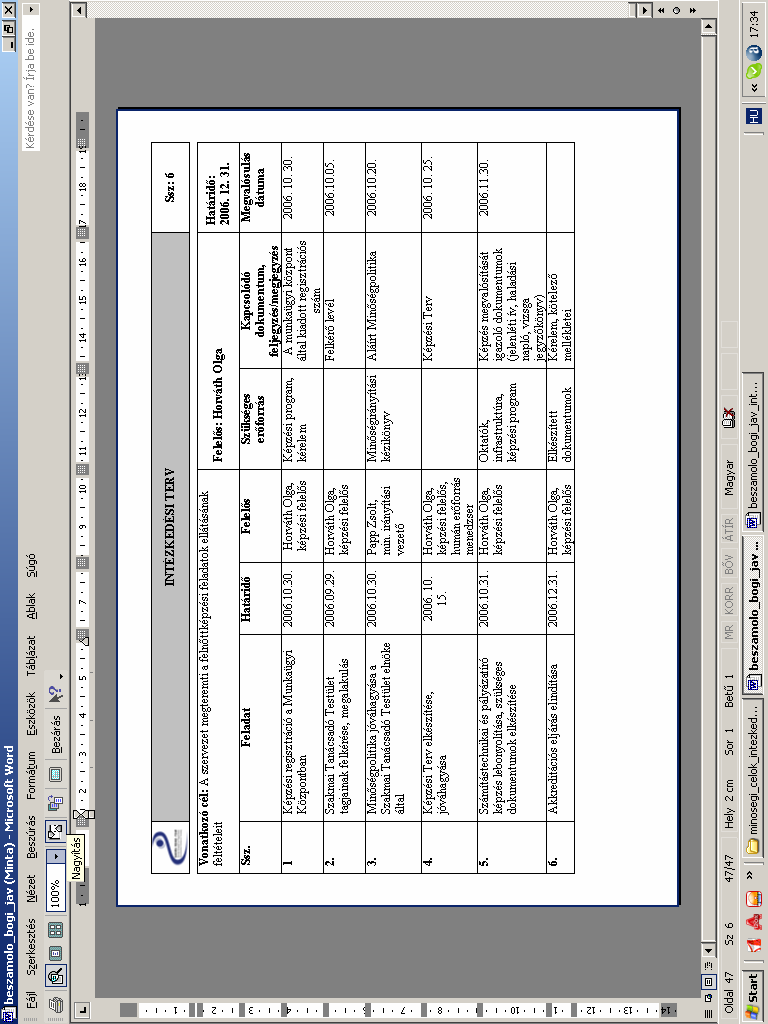 beszamolo_bogi_jav (Minta) - Microsoft Word
Fájl Szerkesztés Nézet Beszúrás Formátum Eszközök Táblázat Ablak Súgó
Kérdése van? Írja be ide.
100% Bezárás
Nagyítás
INTÉZKEDÉSI TERV
Ssz: 6
Vonatkozó cél: A szervezet megteremti a felnőttképzési feladatok ellátásának
feltételeit
Felelős: Horváth Olga
Határidő:
2006. 12. 31.
Ssz.
Feladat
Határidő
Felelős
Szükséges
erőforrás
Kapcsolódó
dokumentum,
feljegyzés/megjegyzés
Megvalósulás
dátuma
1
Képzési regisztráció a Munkaügyi
Központban
2006.10.30.
Horváth Olga,
képzési felelős
Képzési program,
kérelem
A munkaügyi központ
által kiadott regisztrációs
szám
2006. 10. 30.
2.
Szakmai Tanácsadó Testület
tagjainak felkérése, megalakulás
2006.09.29.
Horváth Olga,
képzési felelős
Felkérő levél
2006.10.05.
3.
Minőségpolitika jóváhagyása a
Szakmai Tanácsadó Testület elnöke
által
2006.10.30.
Papp Zsolt,
min. irányítási
vezető
Minőségirányítási
kézikönyv
Aláírt Minőségpolitika
2006.10.20.
4.
Képzési Terv elkészítése,
jóváhagyása
2006. 10.
15.
Horváth Olga,
képzési felelős,
humán erőforrás
menedzser
Képzési Terv
2006. 10. 25.
5.
Számítástechnikai és pályázatíró
képzés lebonyolítása, szükséges
dokumentumok elkészítése
2006.10.31.
Horváth Olga,
képzési felelős
Oktatók,
infrastruktúra,
képzési program
Képzés megvalósítását
igazoló dokumentumok
(jelenléti ív, haladási
napló, vizsga
jegyzőkönyv)
2006.11.30.
6.
Akkreditációs eljárás elindítása
2006.12.31.
Horváth Olga,
képzési felelős
Elkészített
dokumentumok
Kérelem, kötelező
mellékletei
Oldal 47 Sz 6 47/47 Hely 2 cm Sor 1 Betű 1 MR KORR BŐV ÁTÍR Magyar
Start
minosegi_celok_intezked...
beszamolo_bogi_jav ...
beszamolo_bogi_jav_int...
HU
17:34